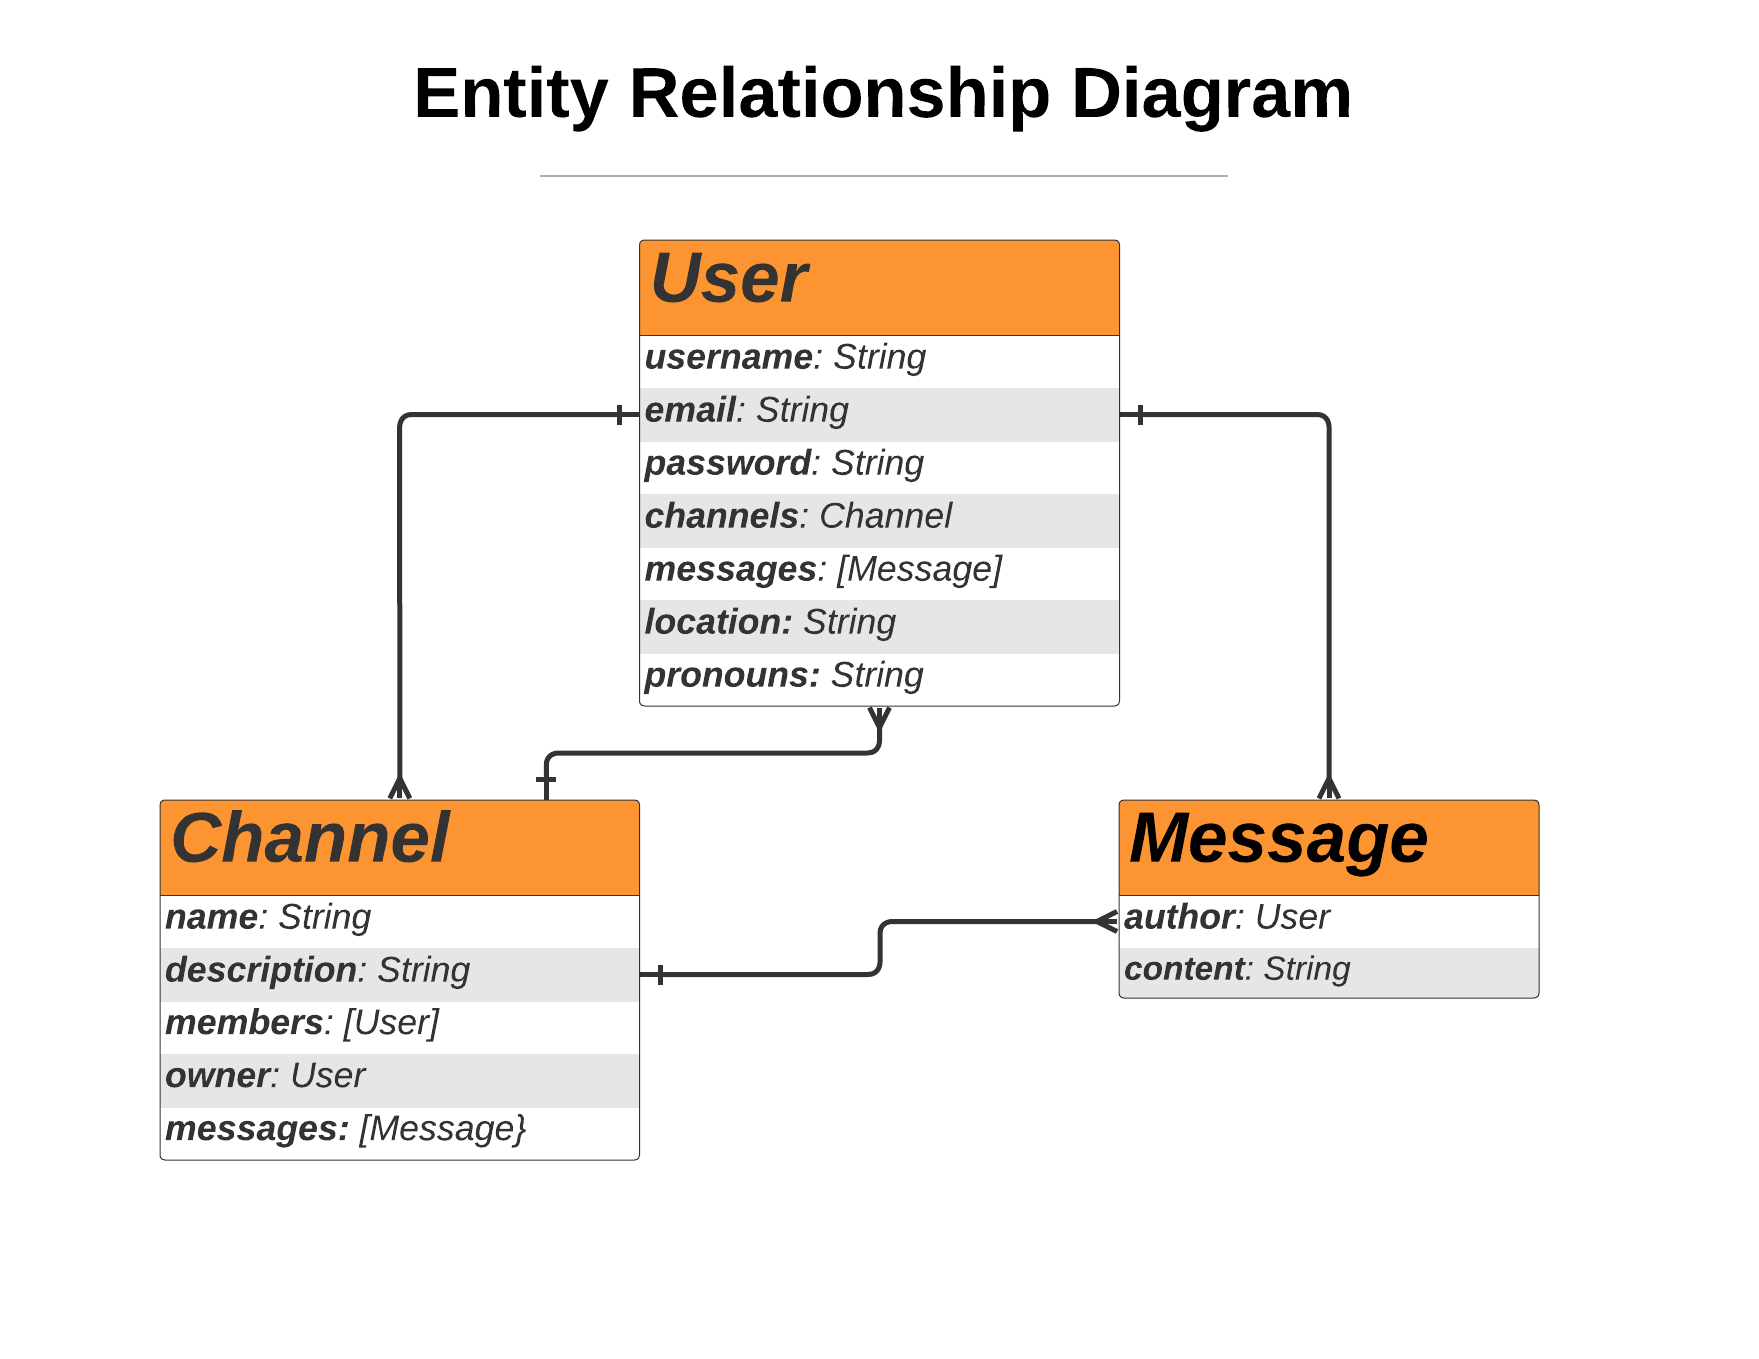 Entity Relationship Diagram
User
username: String
email: String
password: String
channels: Channel
messages: [Message]
location: String
pronouns: String
Channel
name: String
description: String
members: [User]
owner: User
messages: [Message}
Message
author: User
content: String